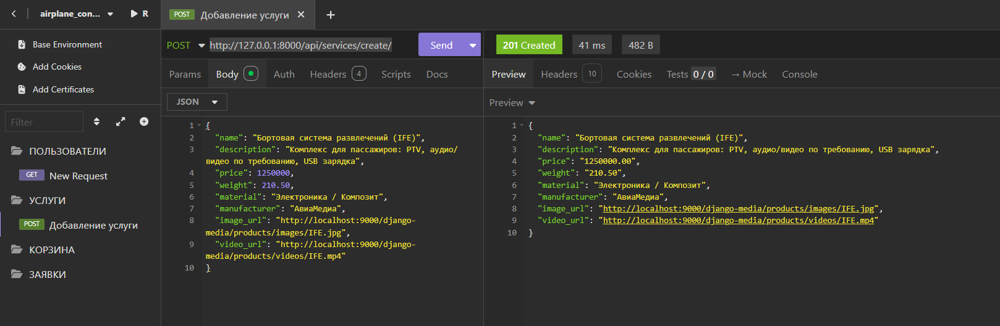 airplane_con...
R
POST Добавление услуги
Base Environment
Add Cookies
Add Certificates
Filter
ПОЛЬЗОВАТЕЛИ
GET New Request
УСЛУГИ
POST Добавление услуги
КОРЗИНА
ЗАЯВКИ
POST http://127.0.0.1:8000/api/services/create/ Send
Params Body Auth Headers 4 Scripts Docs
JSON
1 {
2 "name": "Бортовая система развлечений (IFE)",
3 "description": "Комплекс для пассажиров: PTV, аудио/
видео по требованию, USB зарядка",
4 "price": 1250000,
5 "weight": 210.50,
6 "material": "Электроника / Композит",
7 "manufacturer": "АвиаМедиа",
8 "image_url": "http://localhost:9000/django-
media/products/images/IFE.jpg",
9 "video_url": "http://localhost:9000/django-
media/products/videos/IFE.mp4"
10 }
201 Created 41 ms 482 B
Preview Headers 10 Cookies Tests 0 / 0 → Mock Console
Preview
1 {
2 "name": "Бортовая система развлечений (IFE)",
3 "description": "Комплекс для пассажиров: PTV, аудио/видео по требованию, USB зарядка",
4 "price": "1250000.00",
5 "weight": "210.50",
6 "material": "Электроника / Композит",
7 "manufacturer": "АвиаМедиа",
8 "image_url": "http://localhost:9000/django-media/products/images/IFE.jpg",
9 "video_url": "http://localhost:9000/django-media/products/videos/IFE.mp4"
10 }